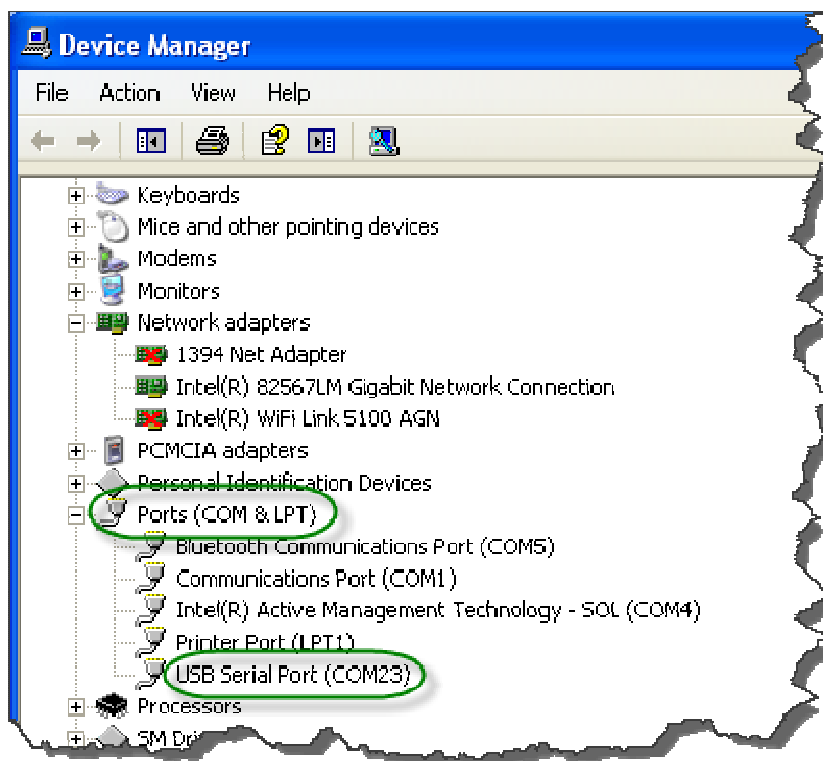 Device Manager
File Action View Help
Keyboards
Mice and other pointing devices
Modems
Monitors
Network adapters
1394 Net Adapter
Intel(R) 82567LM Gigabit Network Connection
Intel(R) WiFi Link 5100 AGN
PCMCIA adapters
Personal Identification Devices
Ports (COM & LPT)
Bluetooth Communications Port (COM5)
Communications Port (COM1)
Intel(R) Active Management Technology - SOL (COM4)
Printer Port (LPT1)
USB Serial Port (COM23)
Processors
SM